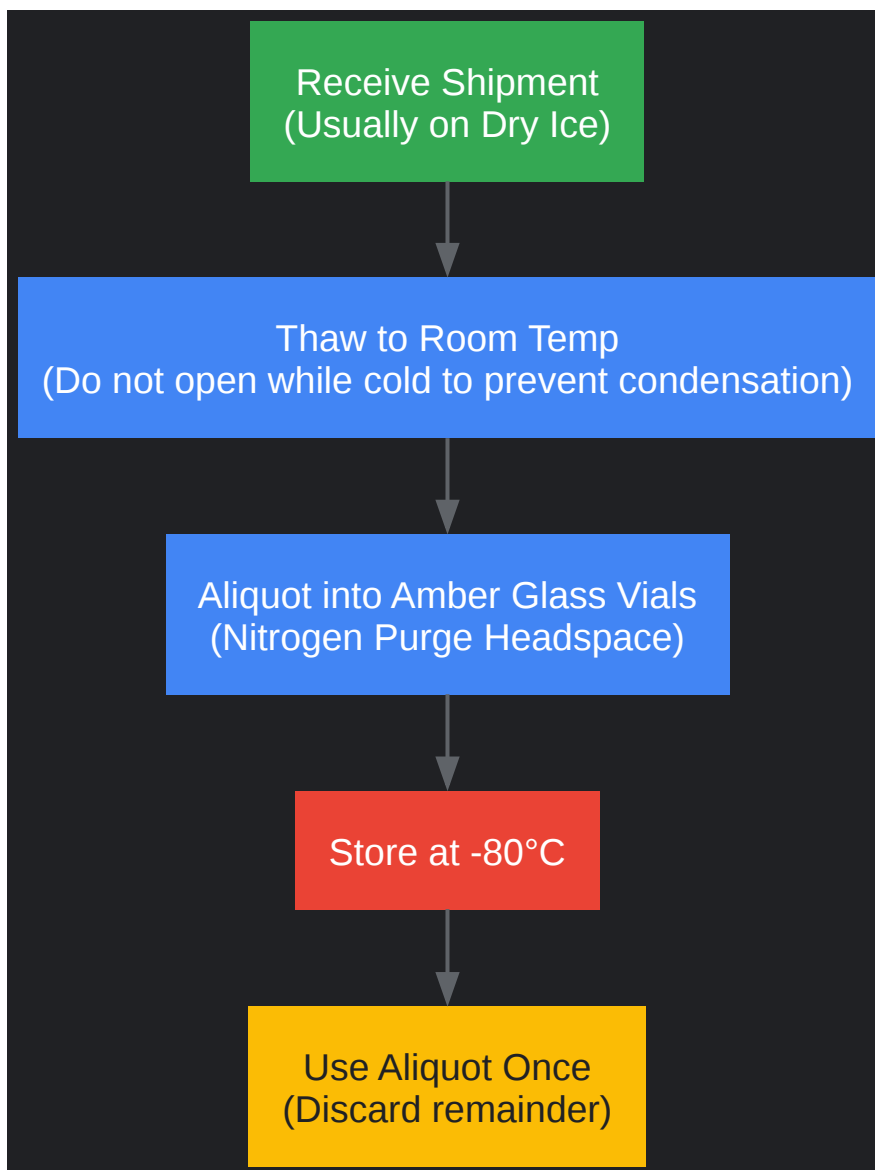 Receive Shipment
(Usually on Dry Ice)
Thaw to Room Temp
(Do not open while cold to prevent condensation)
Aliquot into Amber Glass Vials
(Nitrogen Purge Headspace)
Store at -80°C
Use Aliquot Once
(Discard remainder)